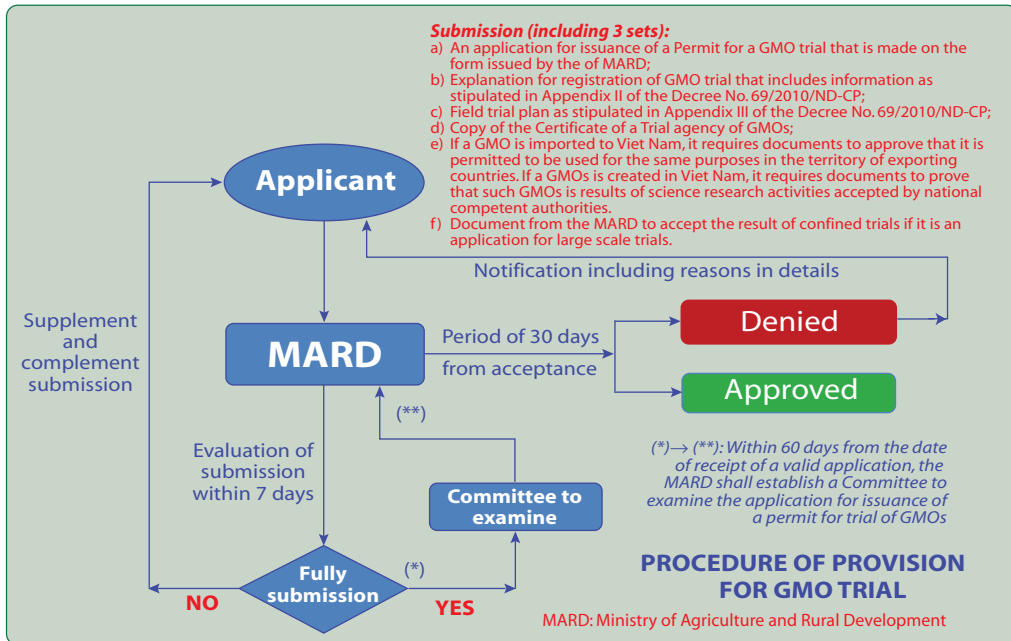 Submission (including 3 sets):
a) An application for issuance of a Permit for a GMO trial that is made on the
form issued by the of MARD;
b) Explanation for registration of GMO trial that includes information as
stipulated in Appendix II of the Decree No. 69/2010/ND-CP;
c) Field trial plan as stipulated in Appendix III of the Decree No. 69/2010/ND-CP;
d) Copy of the Certificate of a Trial agency of GMOs;
e) If a GMO is imported to Viet Nam, it requires documents to approve that it is
permitted to be used for the same purposes in the territory of exporting
countries. If a GMOs is created in Viet Nam, it requires documents to prove
that such GMOs is results of science research activities accepted by national
competent authorities.
f) Document from the MARD to accept the result of confined trials if it is an
application for large scale trials.
Applicant
Notification including reasons in details
Supplement
and
complement
submission
MARD
Period of 30 days
from acceptance
Denied
Approved
(**)
Evaluation of
submission
within 7 days
Committee to
examine
(*)→ (**): Within 60 days from the date
of receipt of a valid application, the
MARD shall establish a Committee to
examine the application for issuance of
a permit for trial of GMOs
Fully
submission
(*)
NO
YES
PROCEDURE OF PROVISION
FOR GMO TRIAL
MARD: Ministry of Agriculture and Rural Development